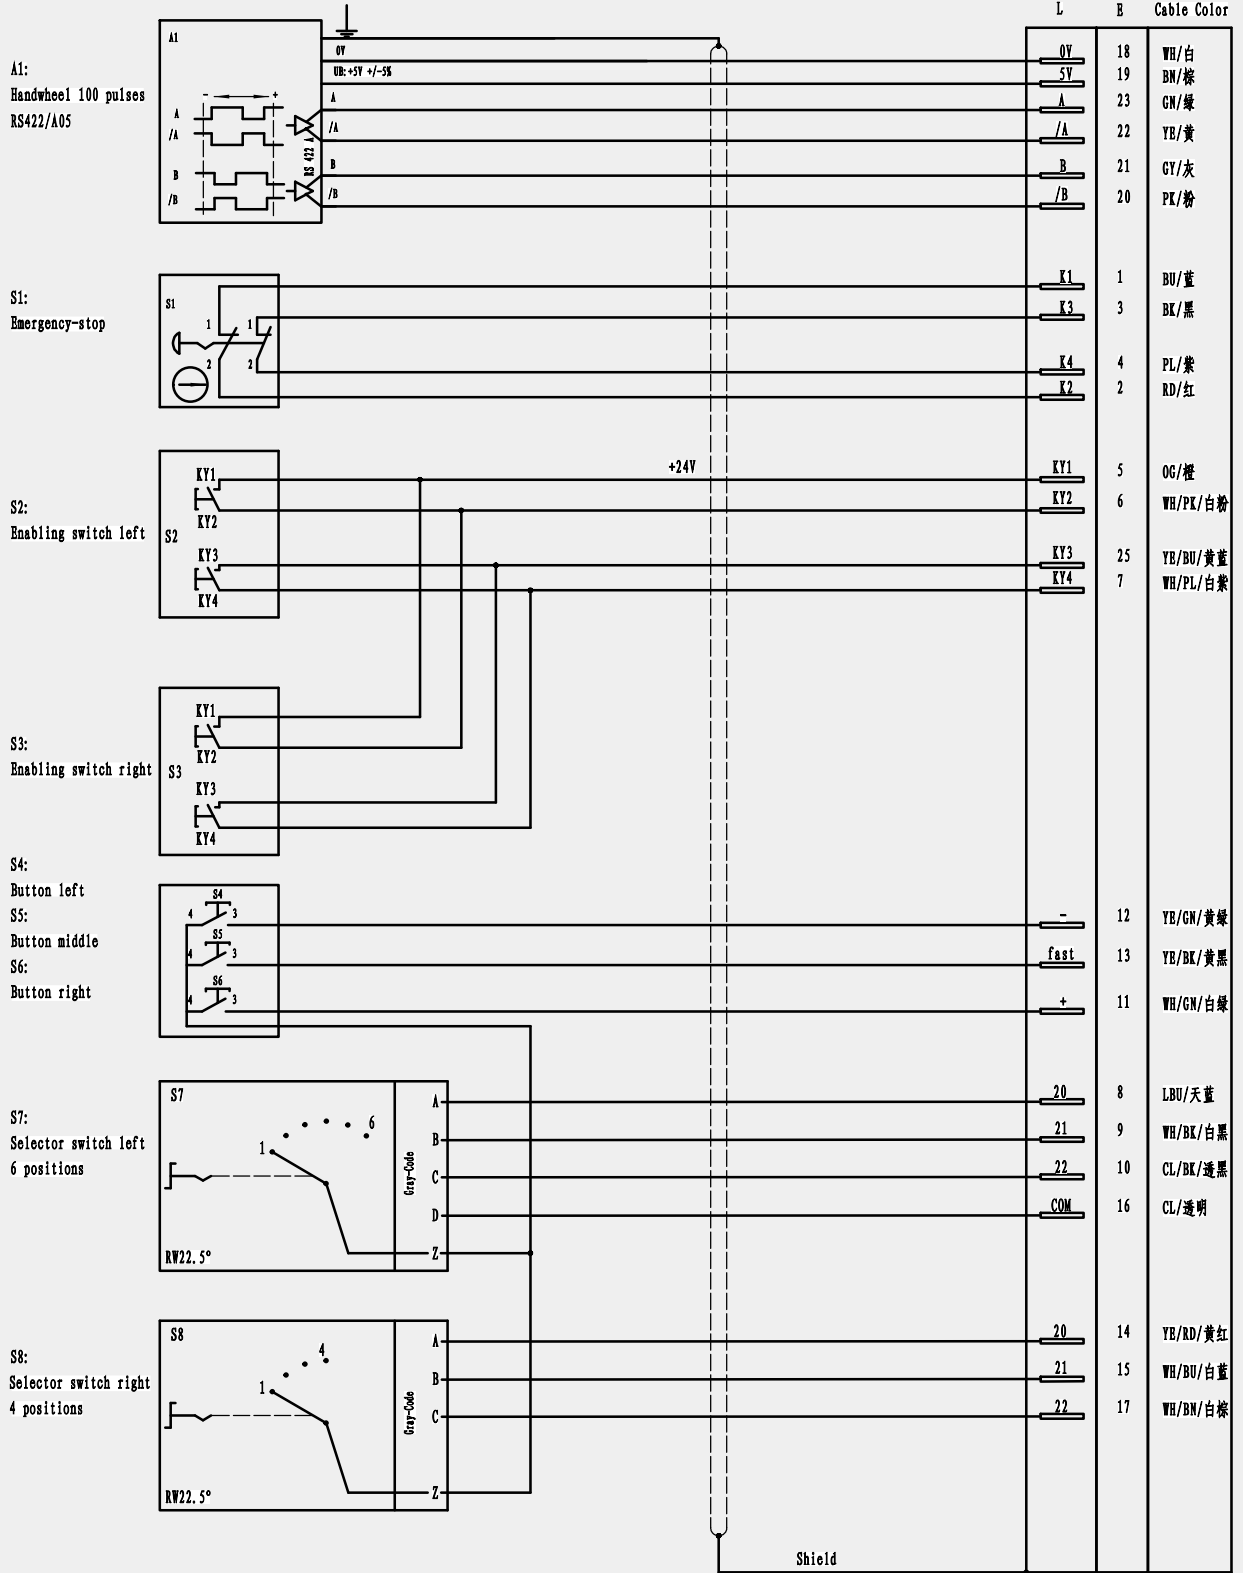 L E Cable Color
A1:
Handwheel 100 pulses
RS422/A05
A1
0V
UB:+5V +/-5%
- +
A
/A
B
/B
RS 422 A
A
/A
B
/B
0V 18 WH/白
5V 19 BN/棕
A 23 GN/绿
/A 22 YE/黄
B 21 GY/灰
/B 20 PK/粉
S1:
Emergency-stop
S1
1 1
2 2
K1 1 BU/蓝
K3 3 BK/黑
K4 4 PL/紫
K2 2 RD/红
S2:
Enabling switch left
S2
KY1
KY2
KY3
KY4
+24V
KY1 5 OG/橙
KY2 6 WH/PK/白粉
KY3 25 YE/BU/黄蓝
KY4 7 WH/PL/白紫
S3:
Enabling switch right
S3
KY1
KY2
KY3
KY4
S4:
Button left
S5:
Button middle
S6:
Button right
S4
4 3
S5
4 3
S6
4 3
- 12 YE/GN/黄绿
fast 13 YE/BK/黄黑
+ 11 WH/GN/白绿
S7:
Selector switch left
6 positions
S7
1 6
RW22.5°
Gray-Code
A
B
C
D
Z
20 8 LBU/天蓝
21 9 WH/BK/白黑
22 10 CL/BK/透黑
COM 16 CL/透明
S8:
Selector switch right
4 positions
S8
1 4
RW22.5°
Gray-Code
A
B
C
Z
20 14 YE/RD/黄红
21 15 WH/BU/白蓝
22 17 WH/BN/白棕
Shield